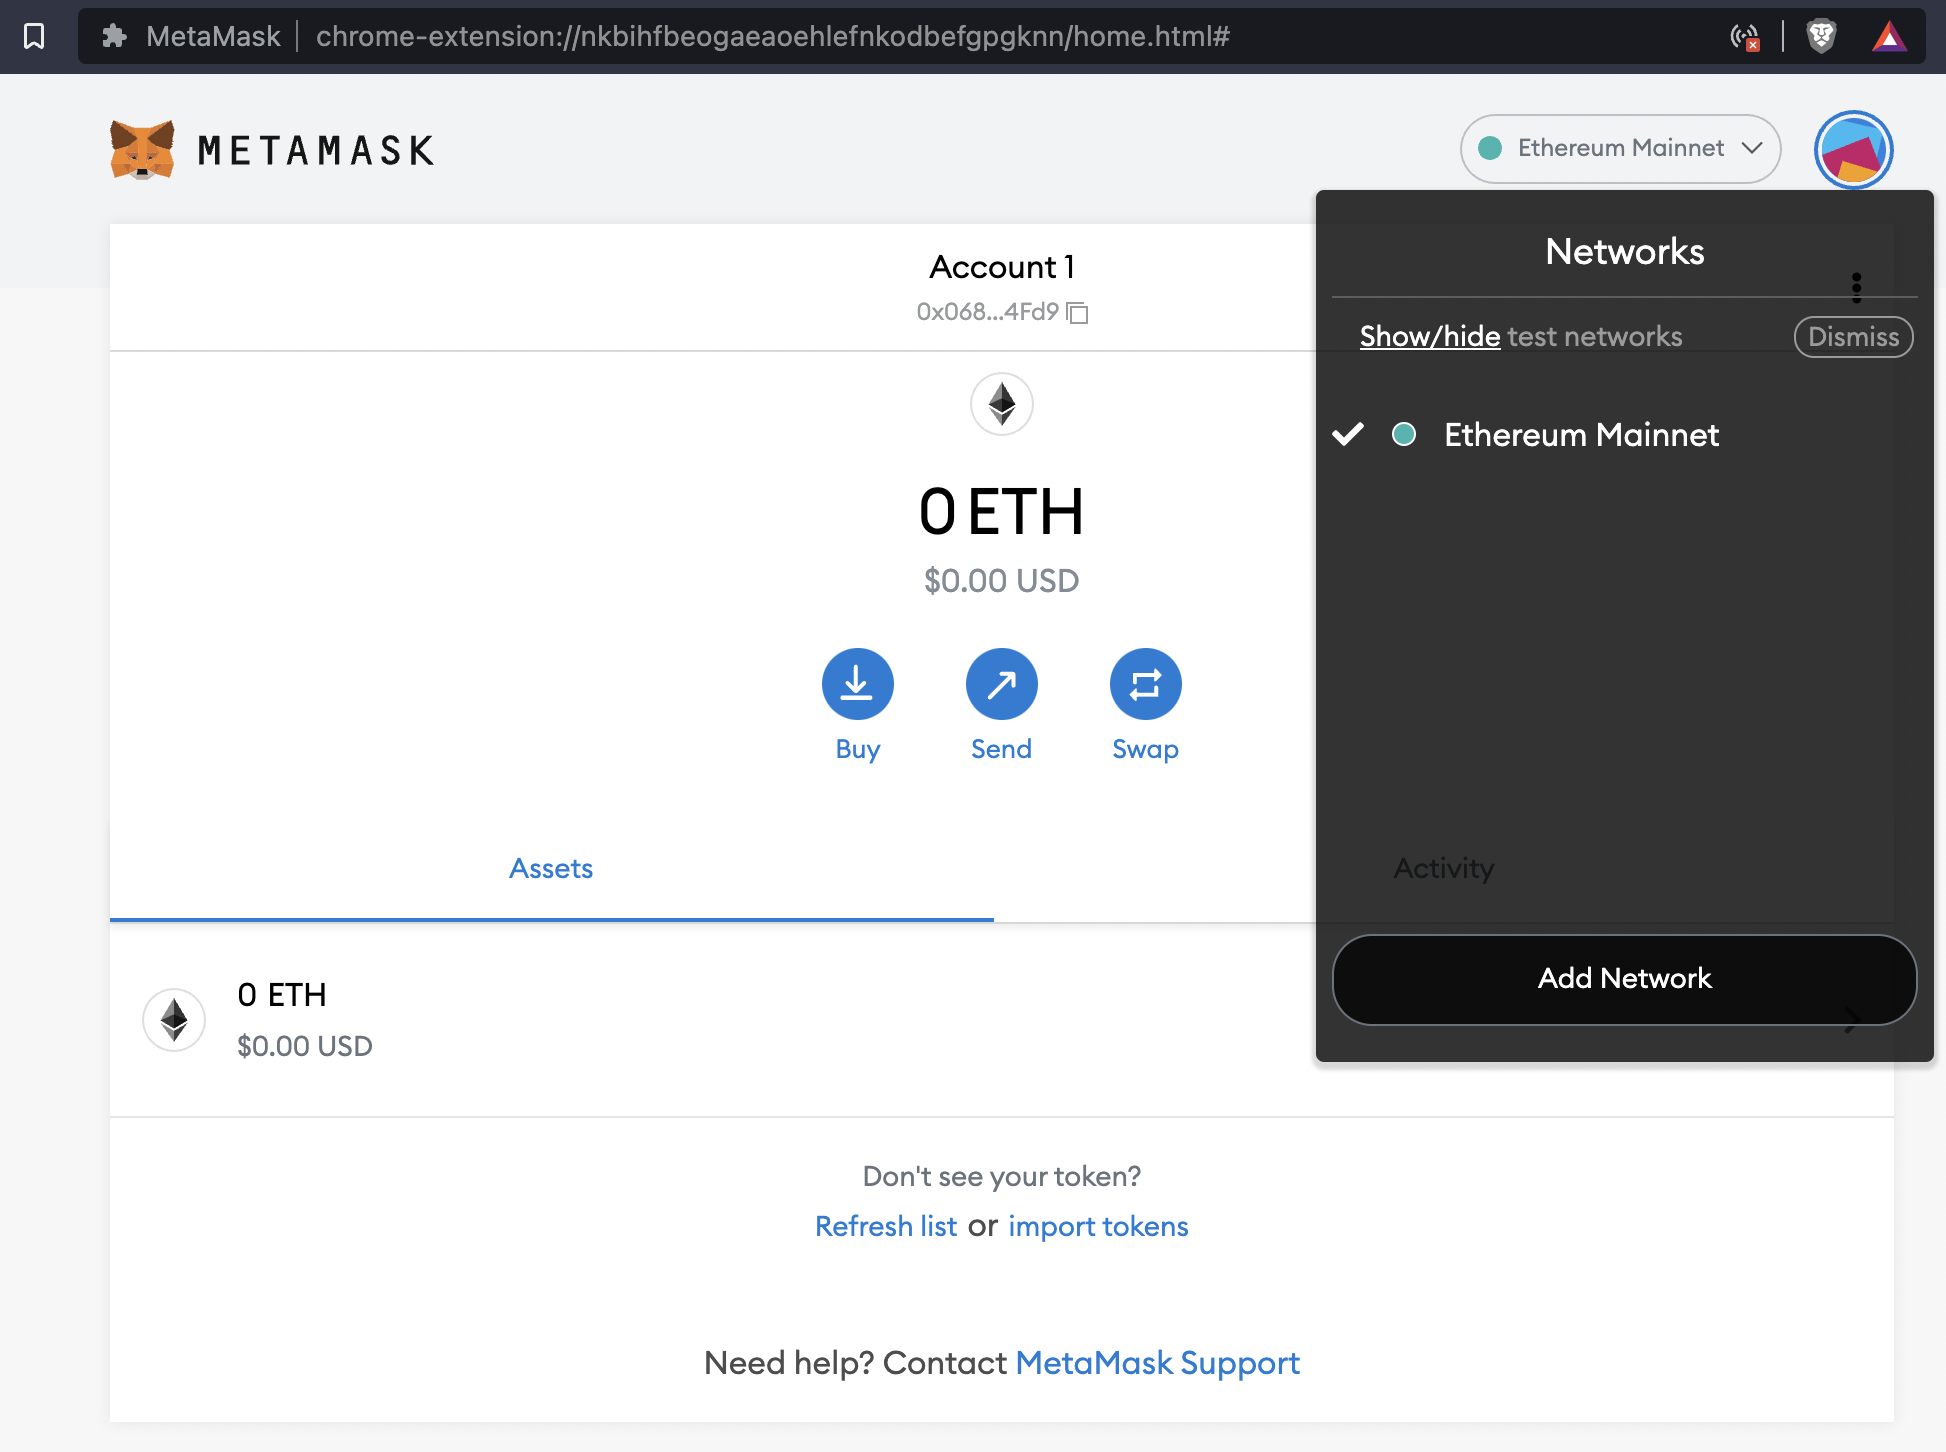 MetaMask chrome-extension://nkbihfbeogaeaoehlefnkodbefgpgknn/home.html#
METAMASK
Ethereum Mainnet
Networks
Show/hide test networks
Dismiss
Ethereum Mainnet
Add Network
Account 1
0x068...4Fd9
0 ETH
$0.00 USD
Buy
Send
Swap
Assets
Activity
0 ETH
$0.00 USD
Don't see your token?
Refresh list or import tokens
Need help? Contact MetaMask Support